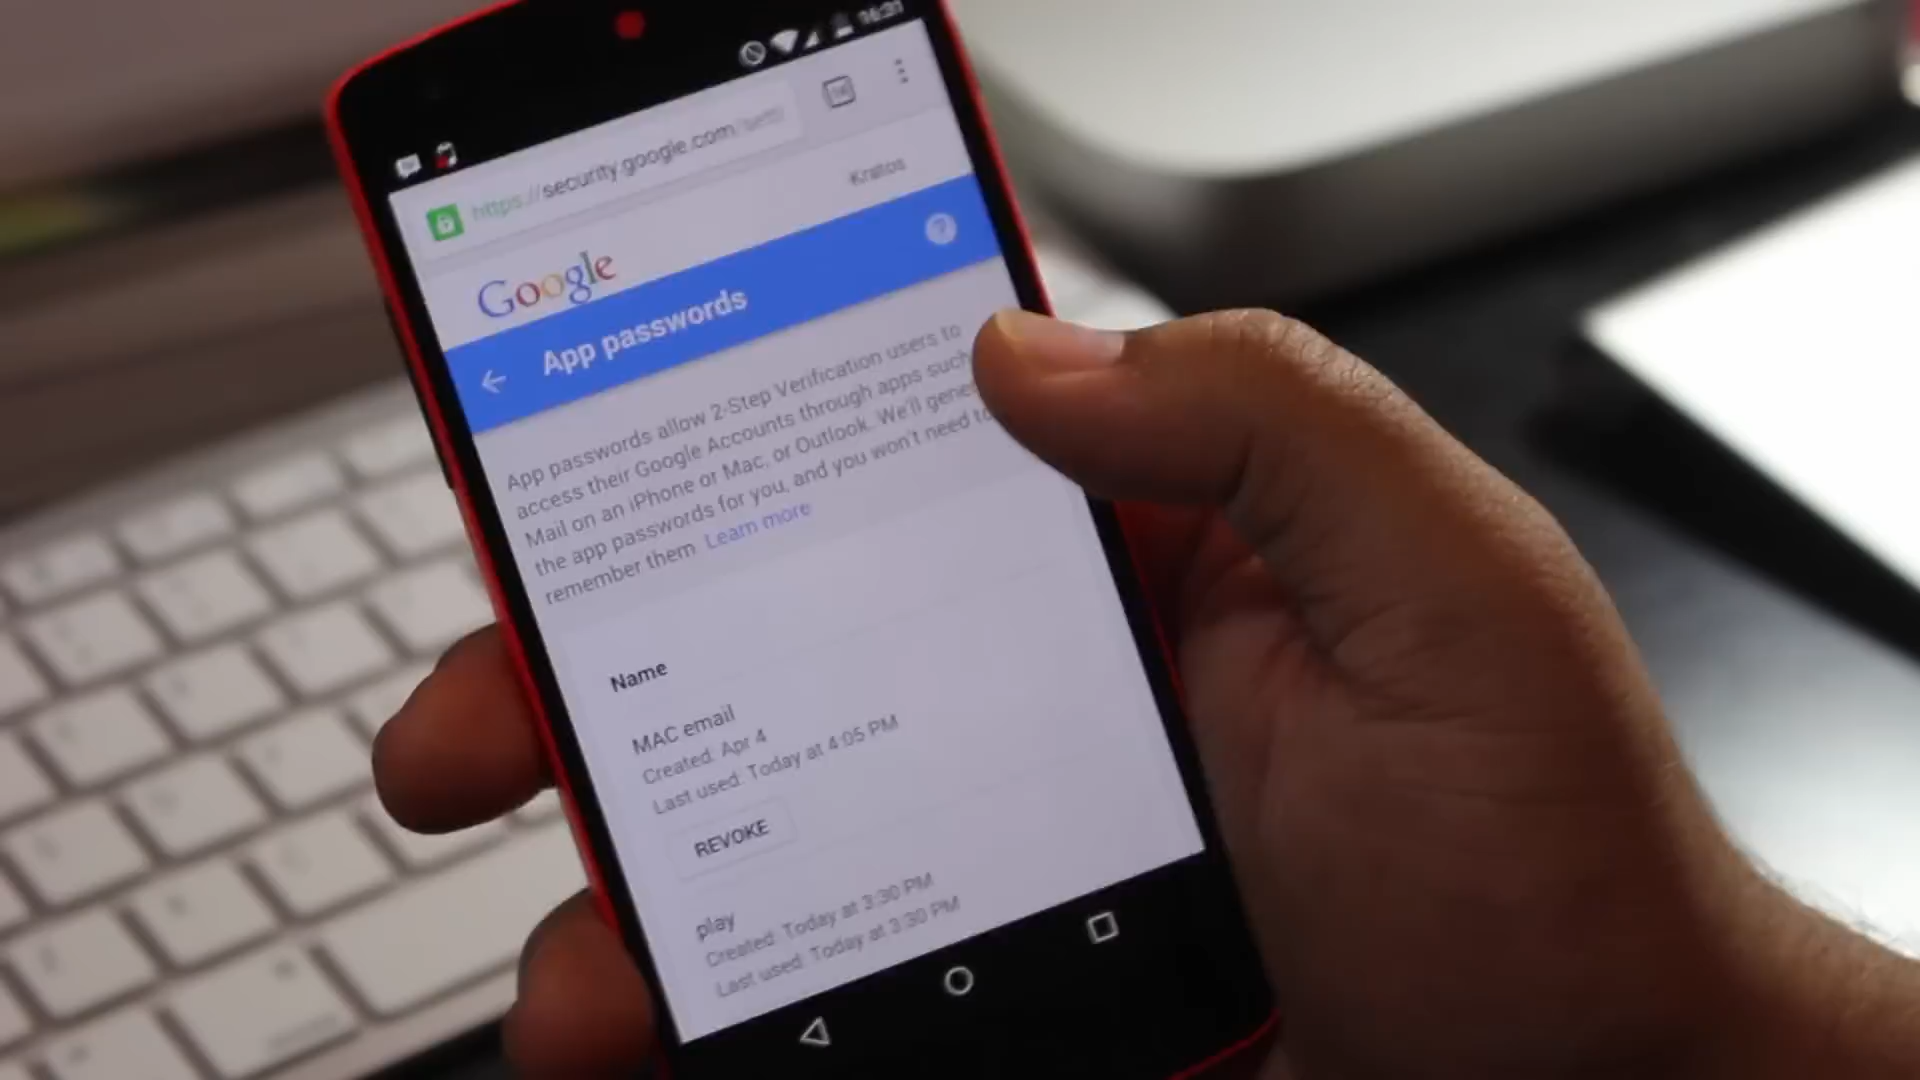 16:31
https://security.google.com/setti
Kratos
Google
App passwords
App passwords allow 2-Step Verification users to
access their Google Accounts through apps such
Mail on an iPhone or Mac, or Outlook. We'll gene
the app passwords for you, and you won't need to
remember them. Learn more
Name
MAC email
Created: Apr 4
Last used: Today at 4:05 PM
REVOKE
play
Created: Today at 3:30 PM
Last used: Today at 3:30 PM